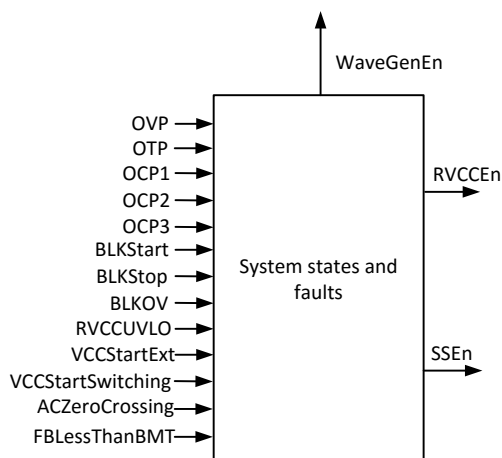 WaveGenEn
OVP
OTP
OCP1
OCP2
OCP3
BLKStart
BLKStop
BLKOV
RVCCUVLO
VCCStartExt
VCCStartSwitching
ACZeroCrossing
FBLessThanBMT
System states and
faults
RVCCEn
SSEn